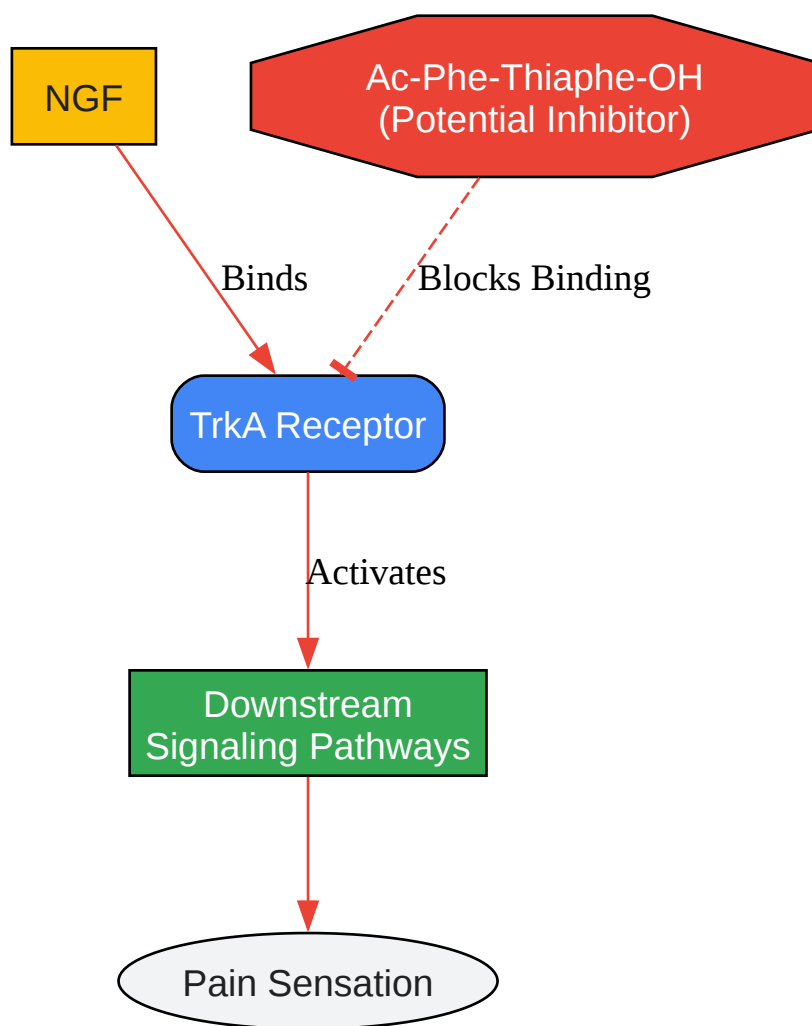 NGF
Ac-Phe-Thiaphe-OH
(Potential Inhibitor)
Binds
Blocks Binding
TrkA Receptor
Activates
Downstream
Signaling Pathways
Pain Sensation